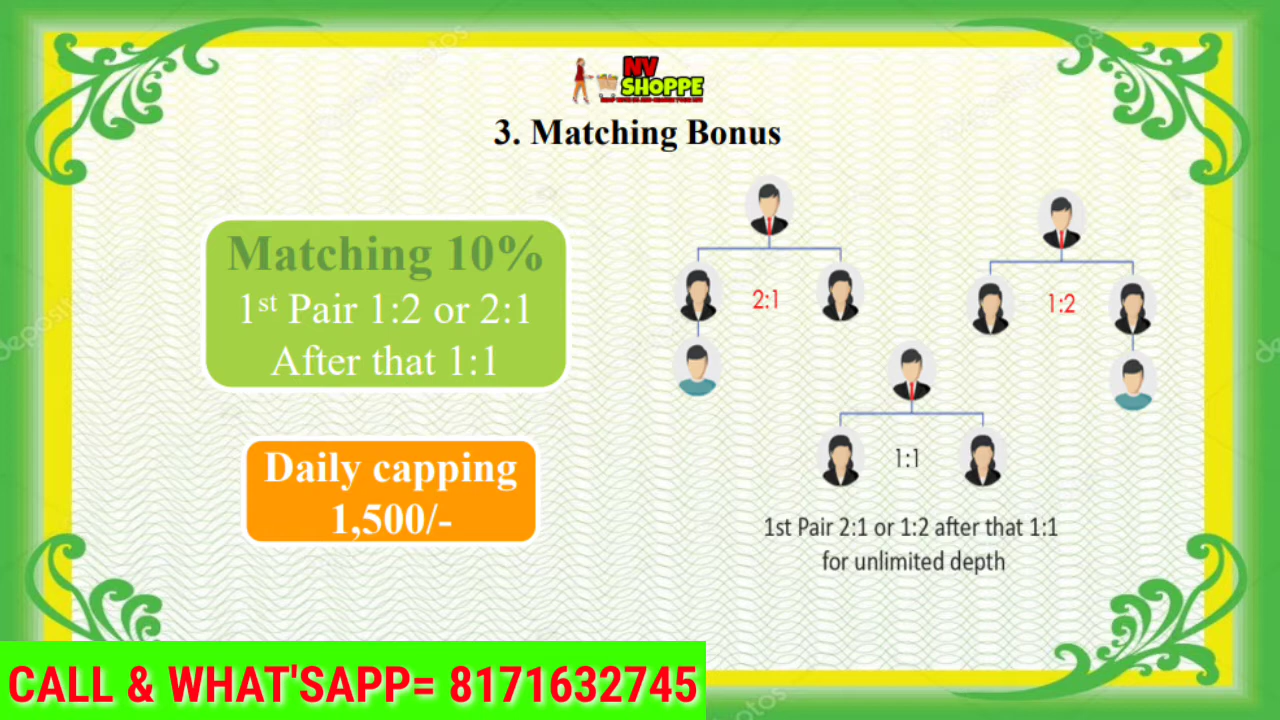 NV
SHOPPE
3. Matching Bonus
Matching 10%
1st Pair 1:2 or 2:1
After that 1:1
Daily capping
1,500/-
2:1
1:2
1:1
1st Pair 2:1 or 1:2 after that 1:1
for unlimited depth
CALL & WHAT'SAPP= 8171632745